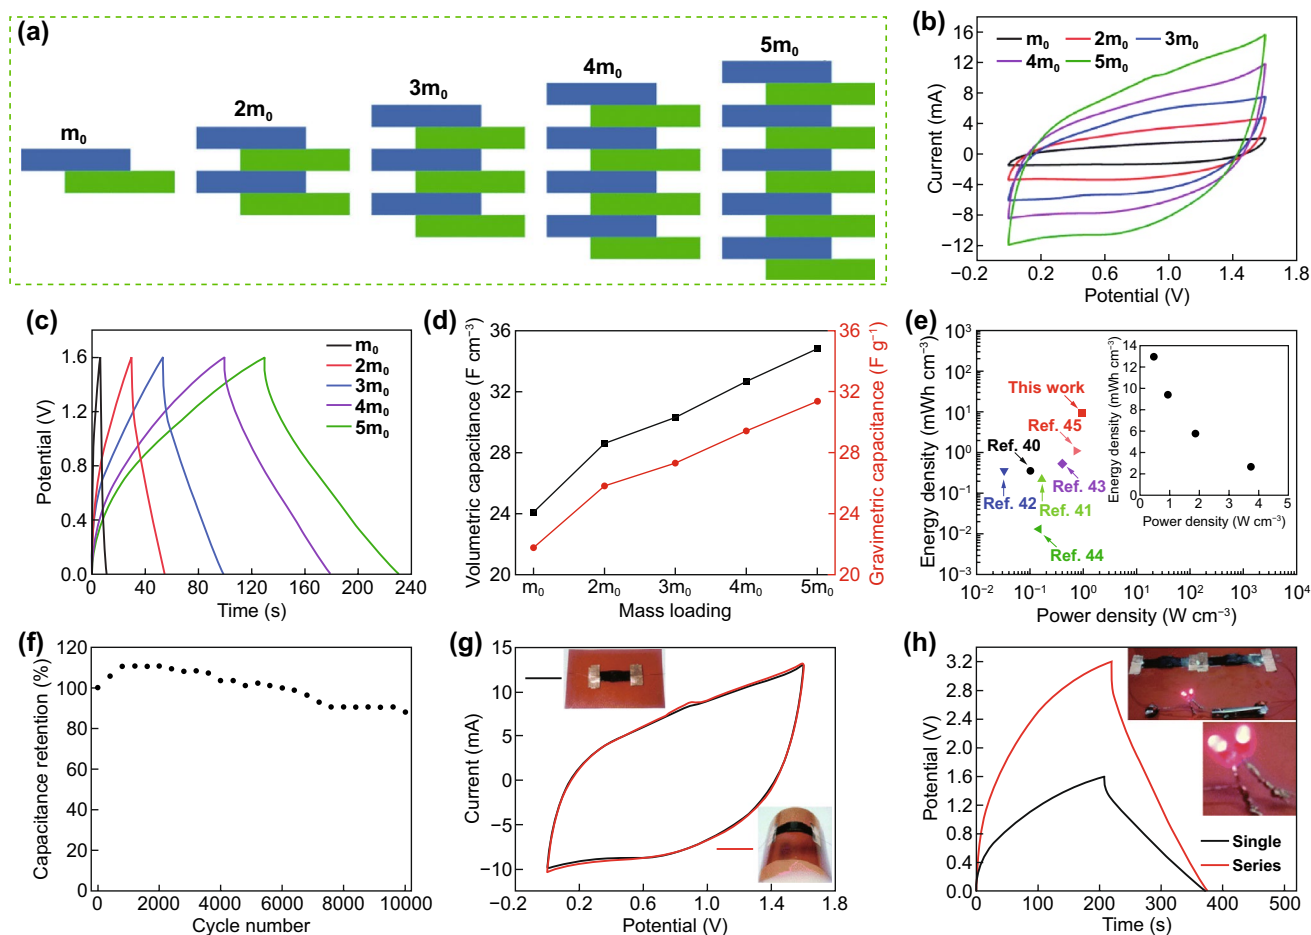 (a)
m₀
2m₀
3m₀
4m₀
5m₀
(b)
m₀ 2m₀ 3m₀
4m₀ 5m₀
16
12
8
4
0
−4
−8
−12
Current (mA)
−0.2 0.2 0.6 1.0 1.4 1.8
Potential (V)
(c)
m₀
2m₀
3m₀
4m₀
5m₀
2.0
1.6
1.2
0.8
0.4
0.0
Potential (V)
0 40 80 120 160 200 240
Time (s)
(d)
36
32
28
24
20
Volumetric capacitance (F cm⁻³)
m₀ 2m₀ 3m₀ 4m₀ 5m₀
Mass loading
36
32
28
24
20
Gravimetric capacitance (F g⁻¹)
(e)
10³
10²
10¹
10⁰
10⁻¹
10⁻²
10⁻³
Energy density (mWh cm⁻³)
This work
Ref. 45
Ref. 40
Ref. 43
Ref. 42
Ref. 41
Ref. 44
10⁻² 10⁻¹ 10⁰ 10¹ 10² 10³ 10⁴
Power density (W cm⁻³)
14
12
10
8
6
4
2
0
Energy density (mWh cm⁻³)
0 1 2 3 4 5
Power density (W cm⁻³)
(f)
120
100
80
60
40
20
0
Capacitance retention (%)
0 2000 4000 6000 8000 10000
Cycle number
(g)
15
10
5
0
−5
−10
−15
Current (mA)
−0.2 0.2 0.6 1.0 1.4 1.8
Potential (V)
(h)
3.6
3.2
2.8
2.4
2.0
1.6
1.2
0.8
0.4
0.0
Potential (V)
Single
Series
0 100 200 300 400 500
Time (s)